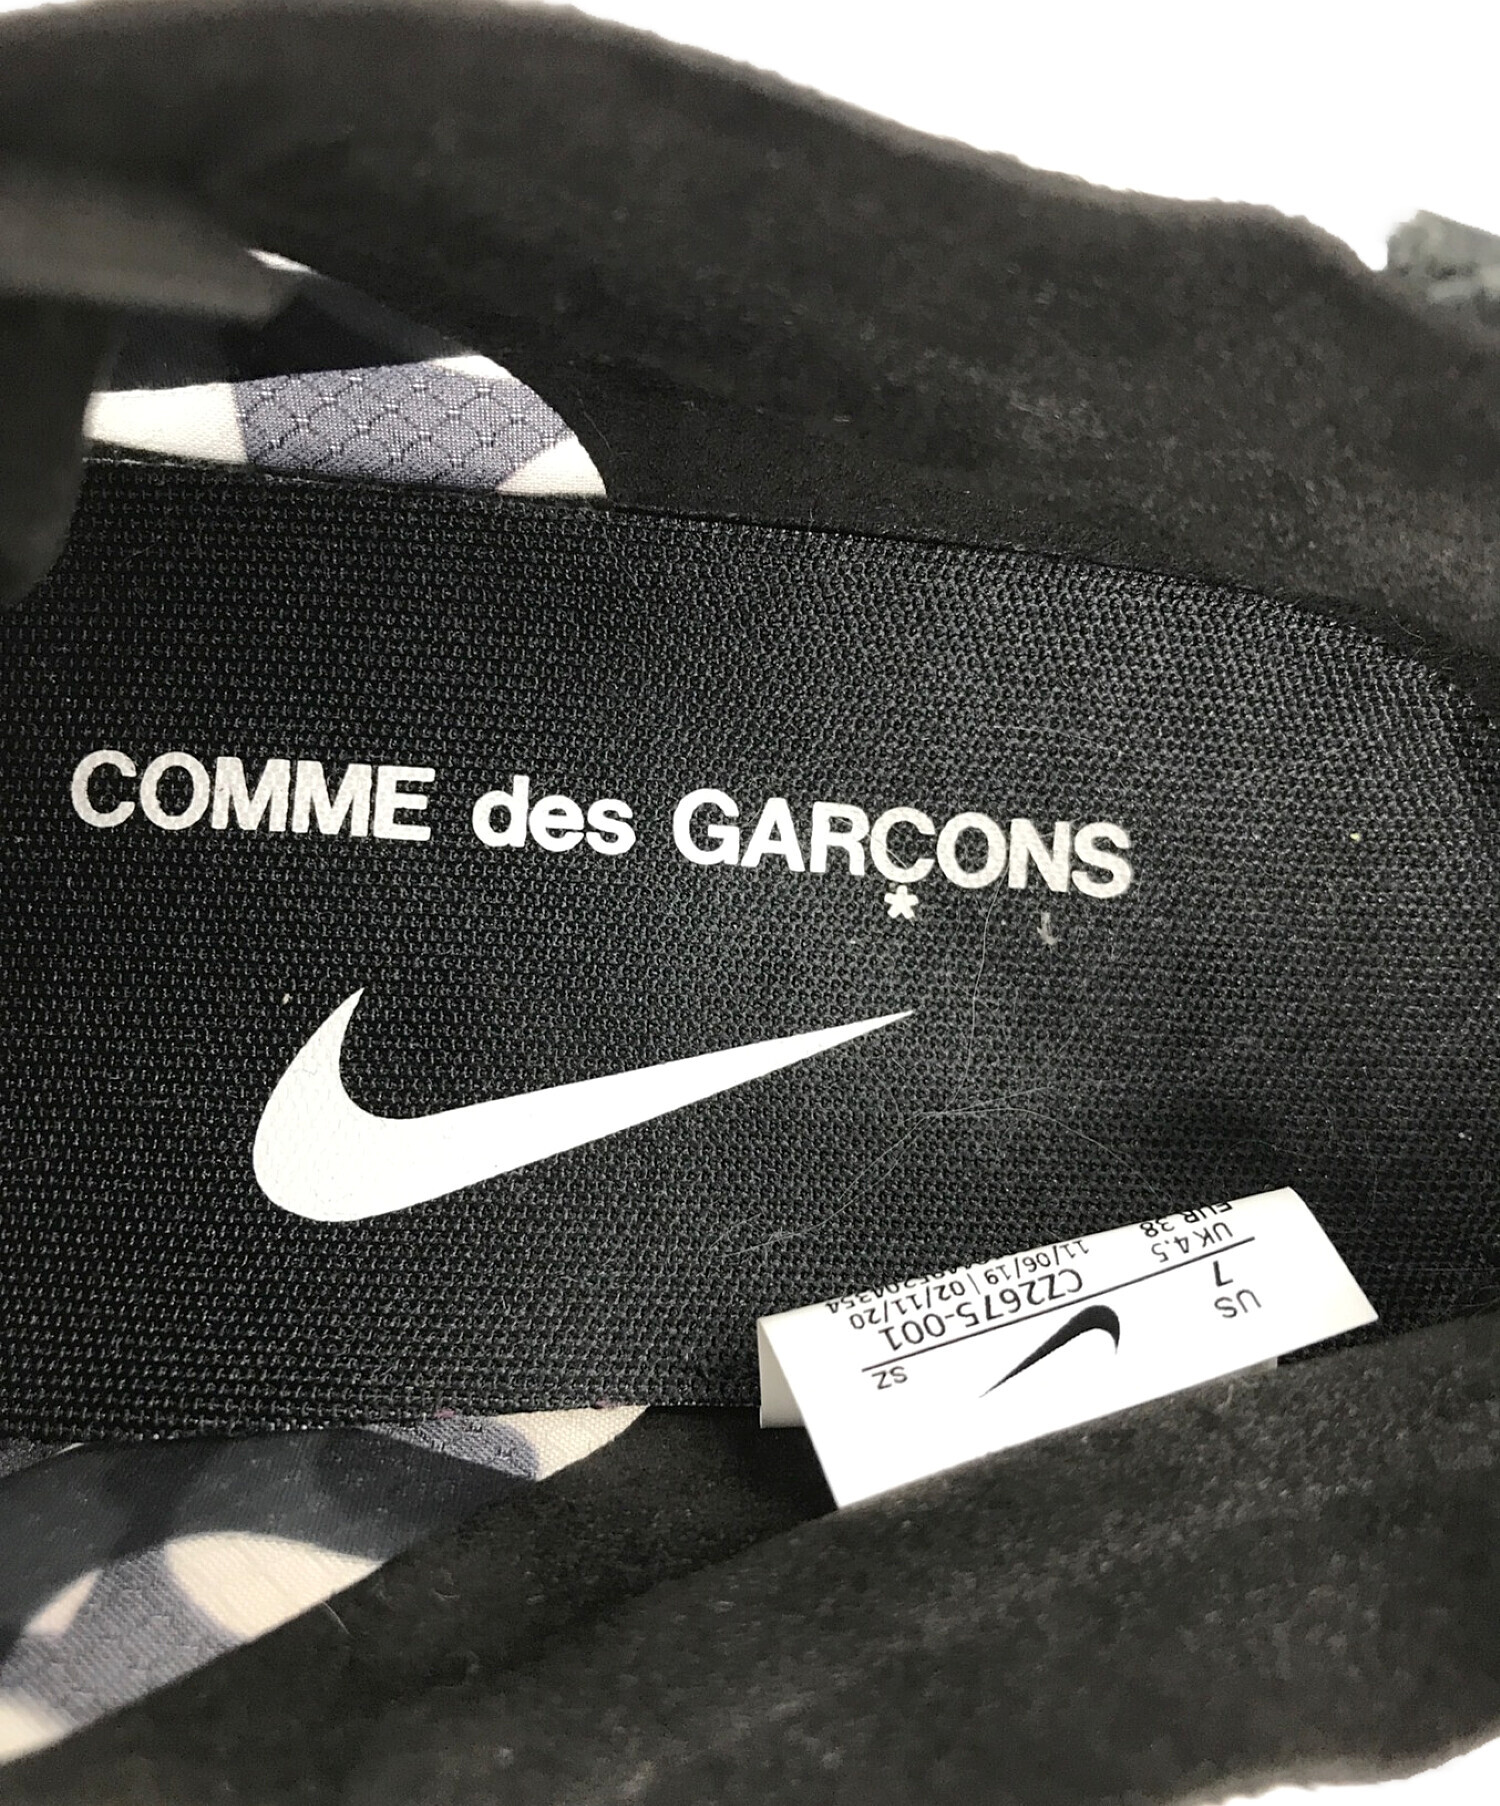 COMME des GARÇONS
*
US
7
UK 4.5
EUR 38
SZ
CZ2675-001
11/06/19 | 02/11/20